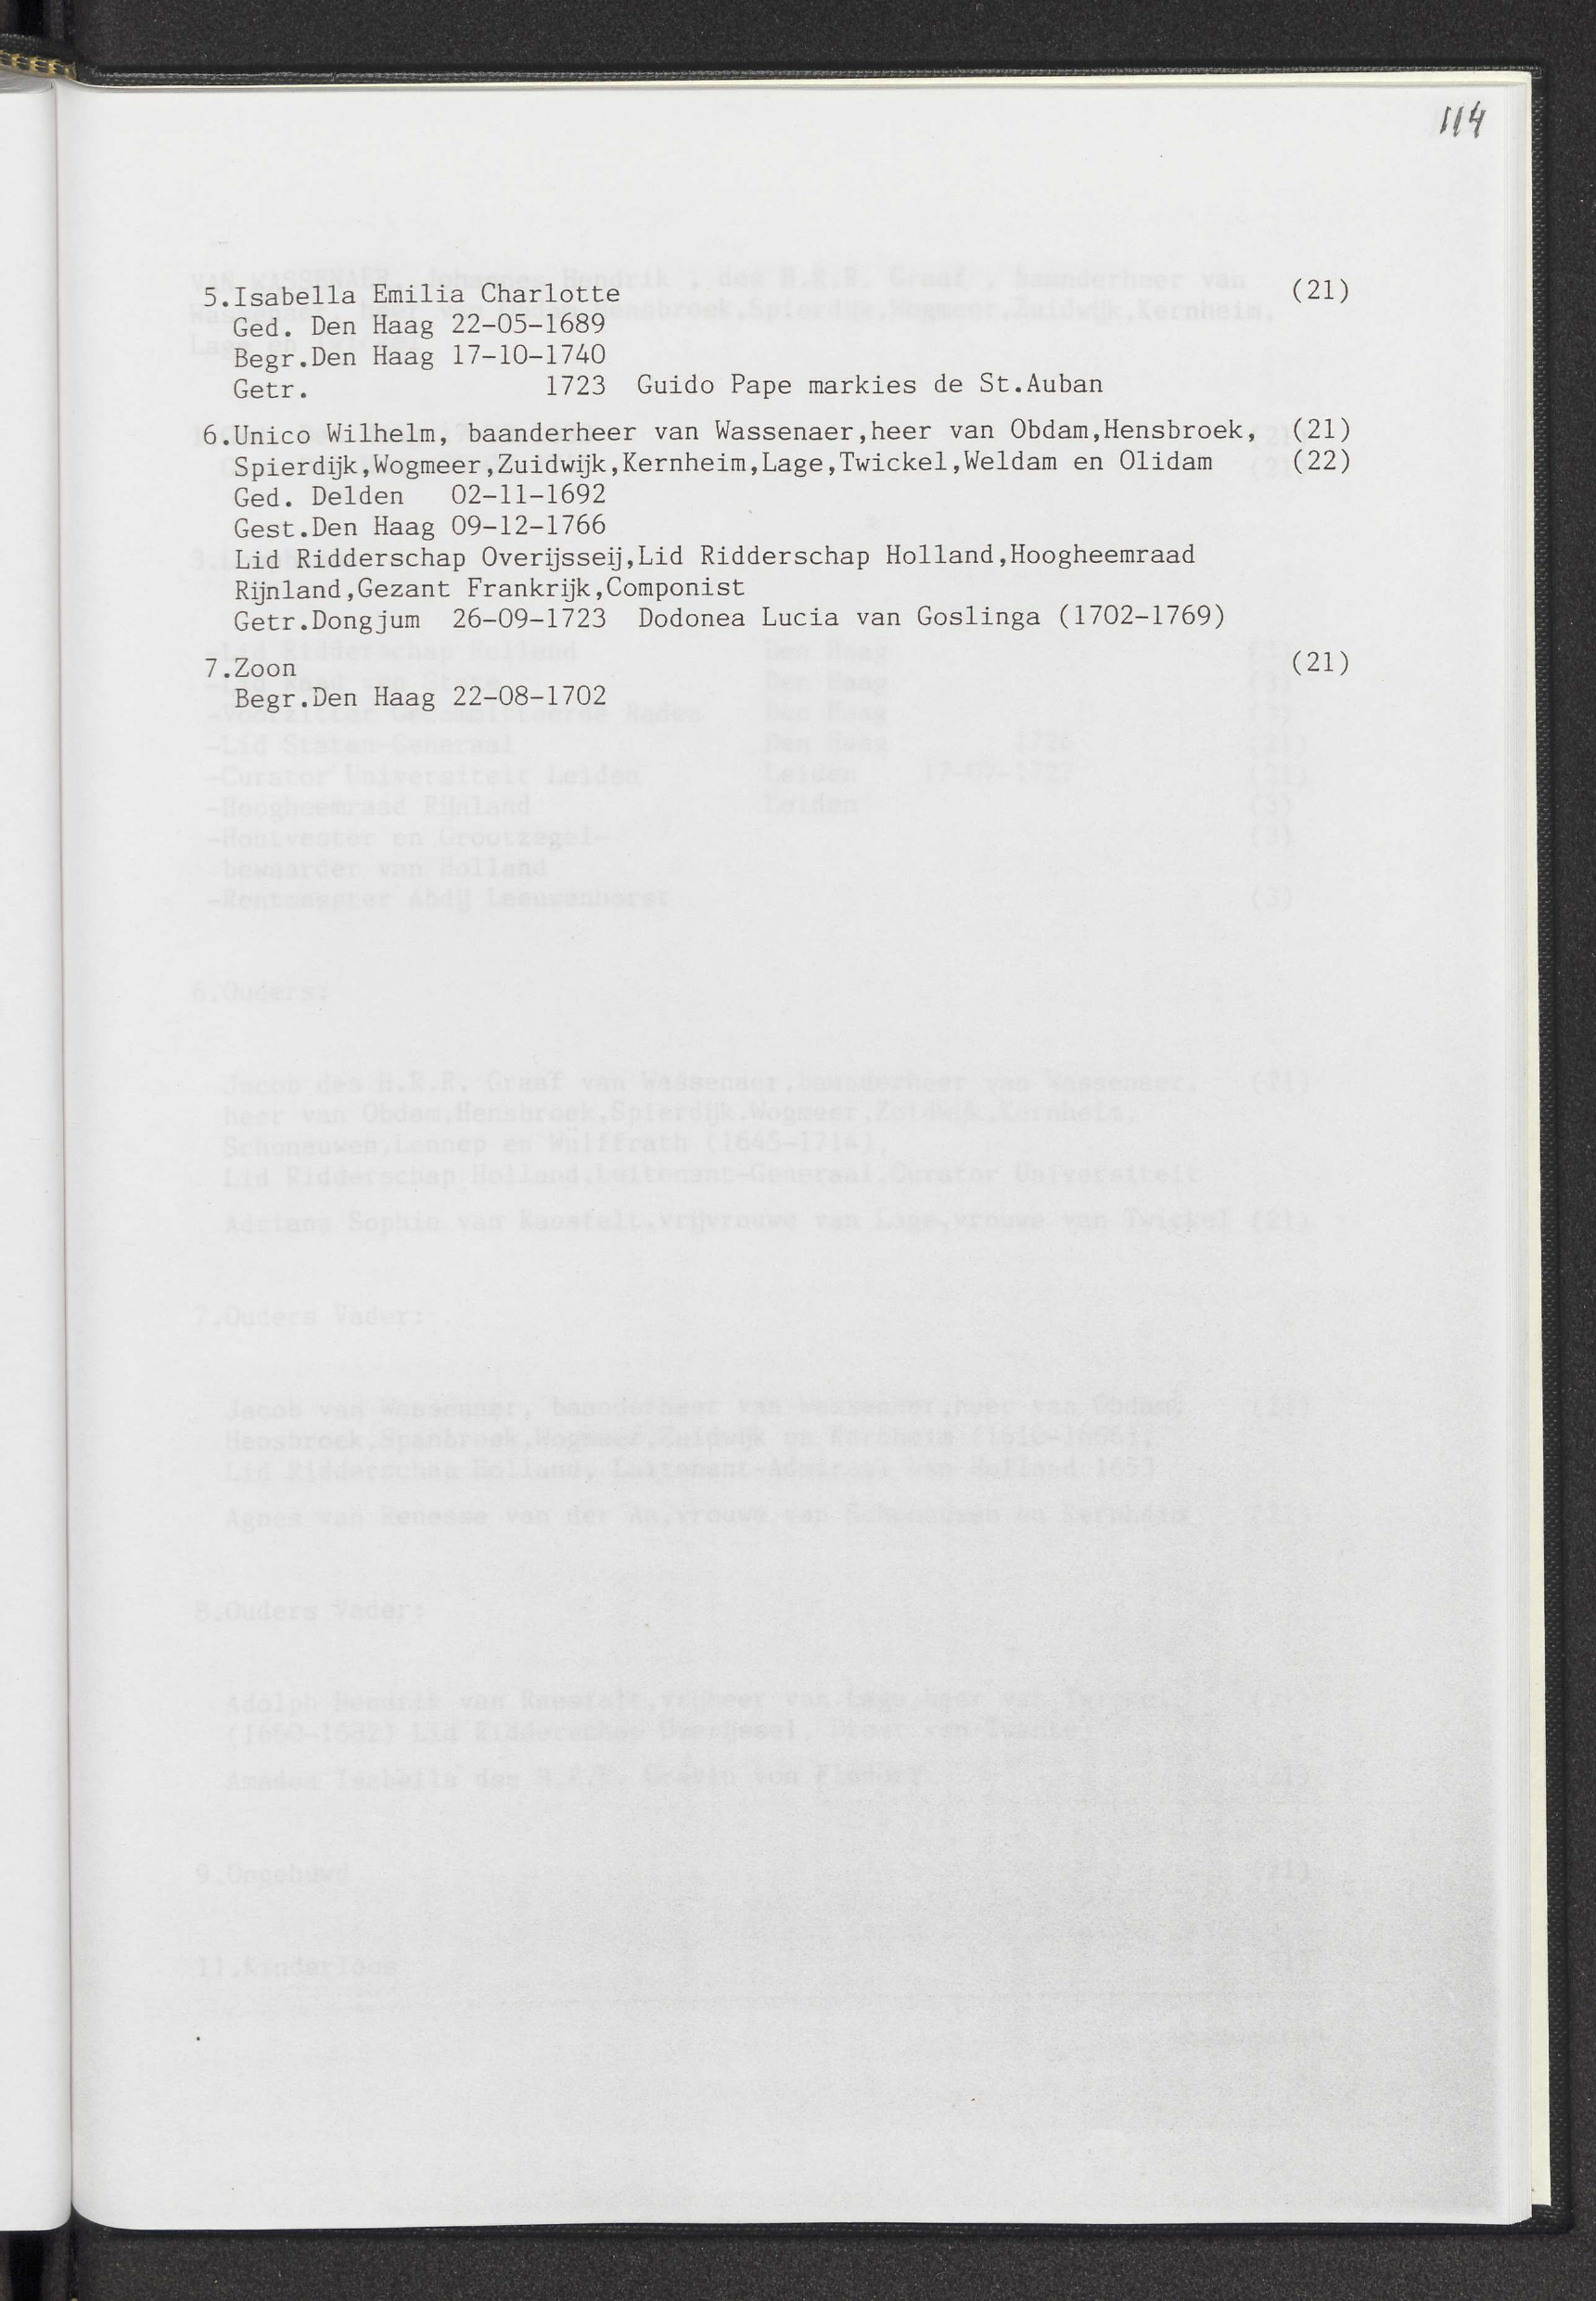 114
5.Isabella Emilia Charlotte (21)
Ged. Den Haag 22-05-1689
Begr.Den Haag 17-10-1740
Getr. 1723 Guido Pape markies de St.Auban
6.Unico Wilhelm, baanderheer van Wassenaer,heer van Obdam,Hensbroek, (21)
Spierdijk,Wogmeer,Zuidwijk,Kernheim,Lage,Twickel,Weldam en Olidam (22)
Ged. Delden 02-11-1692
Gest.Den Haag 09-12-1766
Lid Ridderschap Overijsseij,Lid Ridderschap Holland,Hoogheemraad
Rijnland,Gezant Frankrijk,Componist
Getr.Dongjum 26-09-1723 Dodonea Lucia van Goslinga (1702-1769)
7.Zoon (21)
Begr.Den Haag 22-08-1702